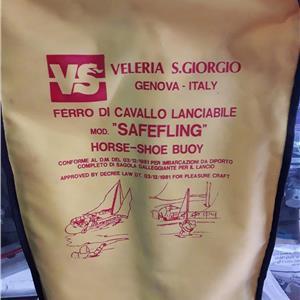 VS VELERIA S.GIORGIO
GENOVA - ITALY
FERRO DI CAVALLO LANCIABILE
MOD. "SAFEFLING"
HORSE-SHOE BUOY
CONFORME AL D.M. DEL 03/12/1981 PER IMBARCAZIONI DA DIPORTO
COMPLETO DI SAGOLA GALLEGGIANTE PER IL LANCIO
APPROVED BY DECREE LAW DT. 03/12/1981 FOR PLEASURE CRAFT